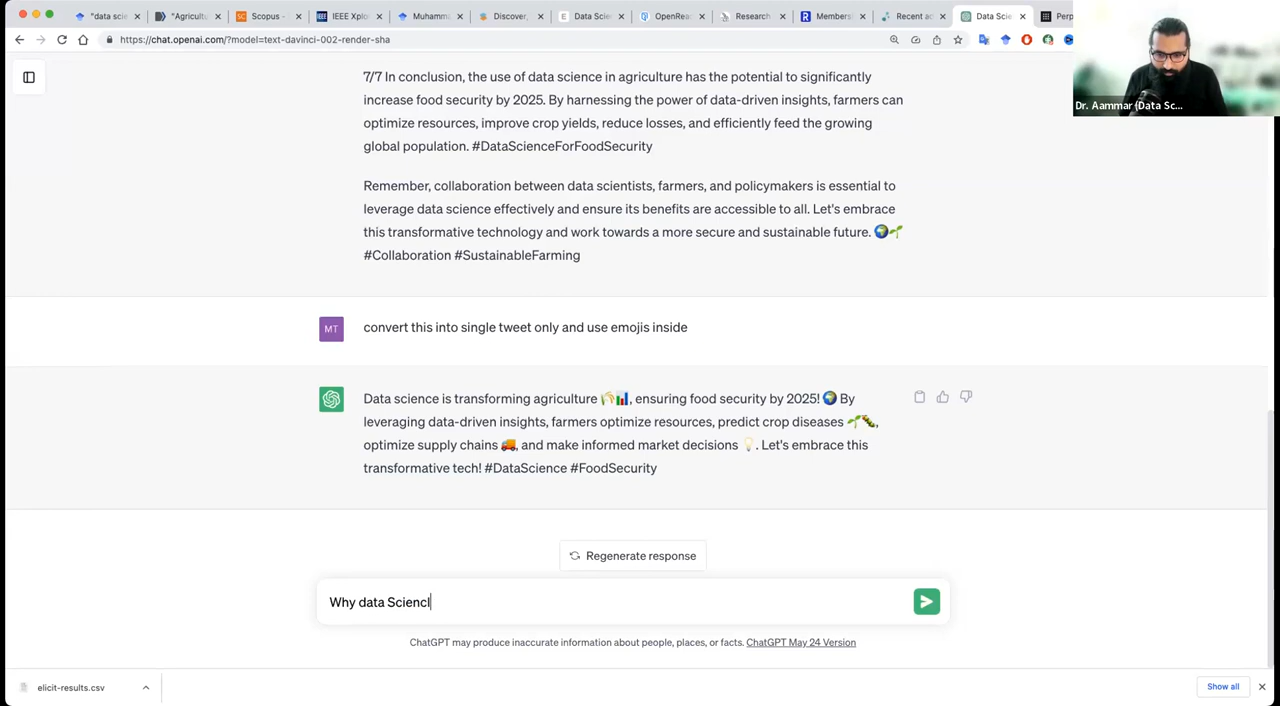 "data scie
"Agricultu
Scopus -
IEEE Xplo
Muhamma
Discover,
Data Scien
OpenRea
Research
Members
Recent ad
Data Scie
Perp
https://chat.openai.com/?model=text-davinci-002-render-sha
Dr. Aammar (Data Sc...
7/7 In conclusion, the use of data science in agriculture has the potential to significantly
increase food security by 2025. By harnessing the power of data-driven insights, farmers can
optimize resources, improve crop yields, reduce losses, and efficiently feed the growing
global population. #DataScienceForFoodSecurity
Remember, collaboration between data scientists, farmers, and policymakers is essential to
leverage data science effectively and ensure its benefits are accessible to all. Let's embrace
this transformative technology and work towards a more secure and sustainable future. 🌍🌱
#Collaboration #SustainableFarming
MT
convert this into single tweet only and use emojis inside
Data science is transforming agriculture 🌾📊, ensuring food security by 2025! 🌍 By
leveraging data-driven insights, farmers optimize resources, predict crop diseases 🌱🐛,
optimize supply chains 🚚, and make informed market decisions 💡. Let's embrace this
transformative tech! #DataScience #FoodSecurity
Regenerate response
Why data Scienc
ChatGPT may produce inaccurate information about people, places, or facts. ChatGPT May 24 Version
elicit-results.csv
Show all